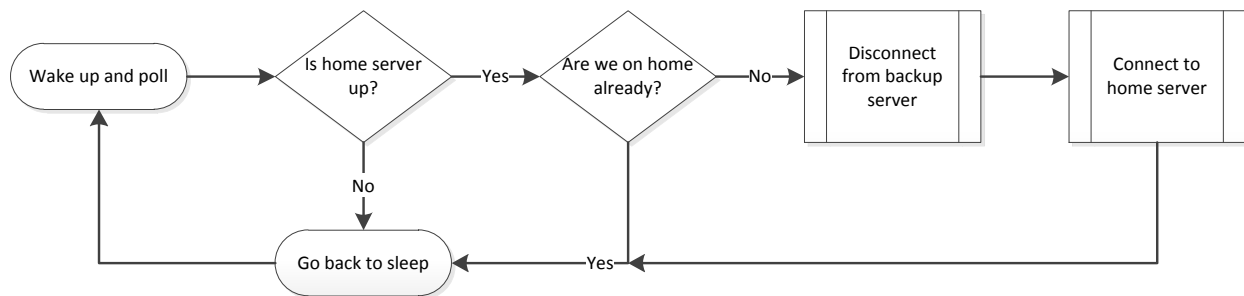 Wake up and poll
Is home server
up?
Yes
Are we on home
already?
No
Disconnect
from backup
server
Connect to
home server
No
Go back to sleep
Yes